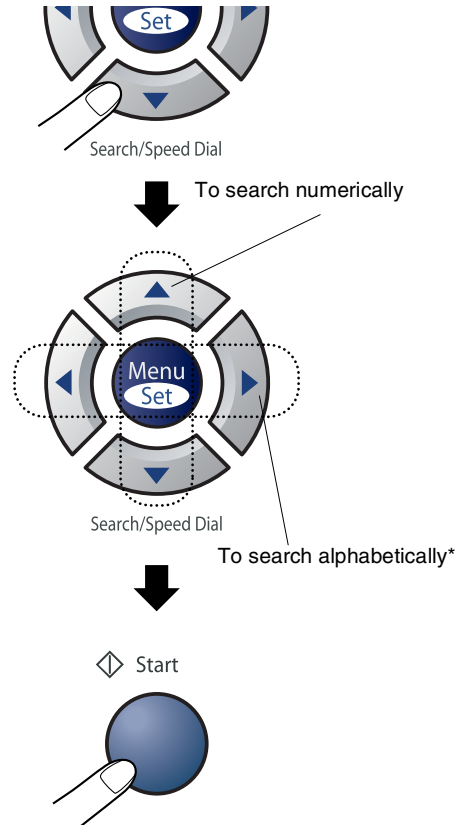 Set
Search/Speed Dial
To search numerically
Menu
Set
Search/Speed Dial
To search alphabetically*
Start